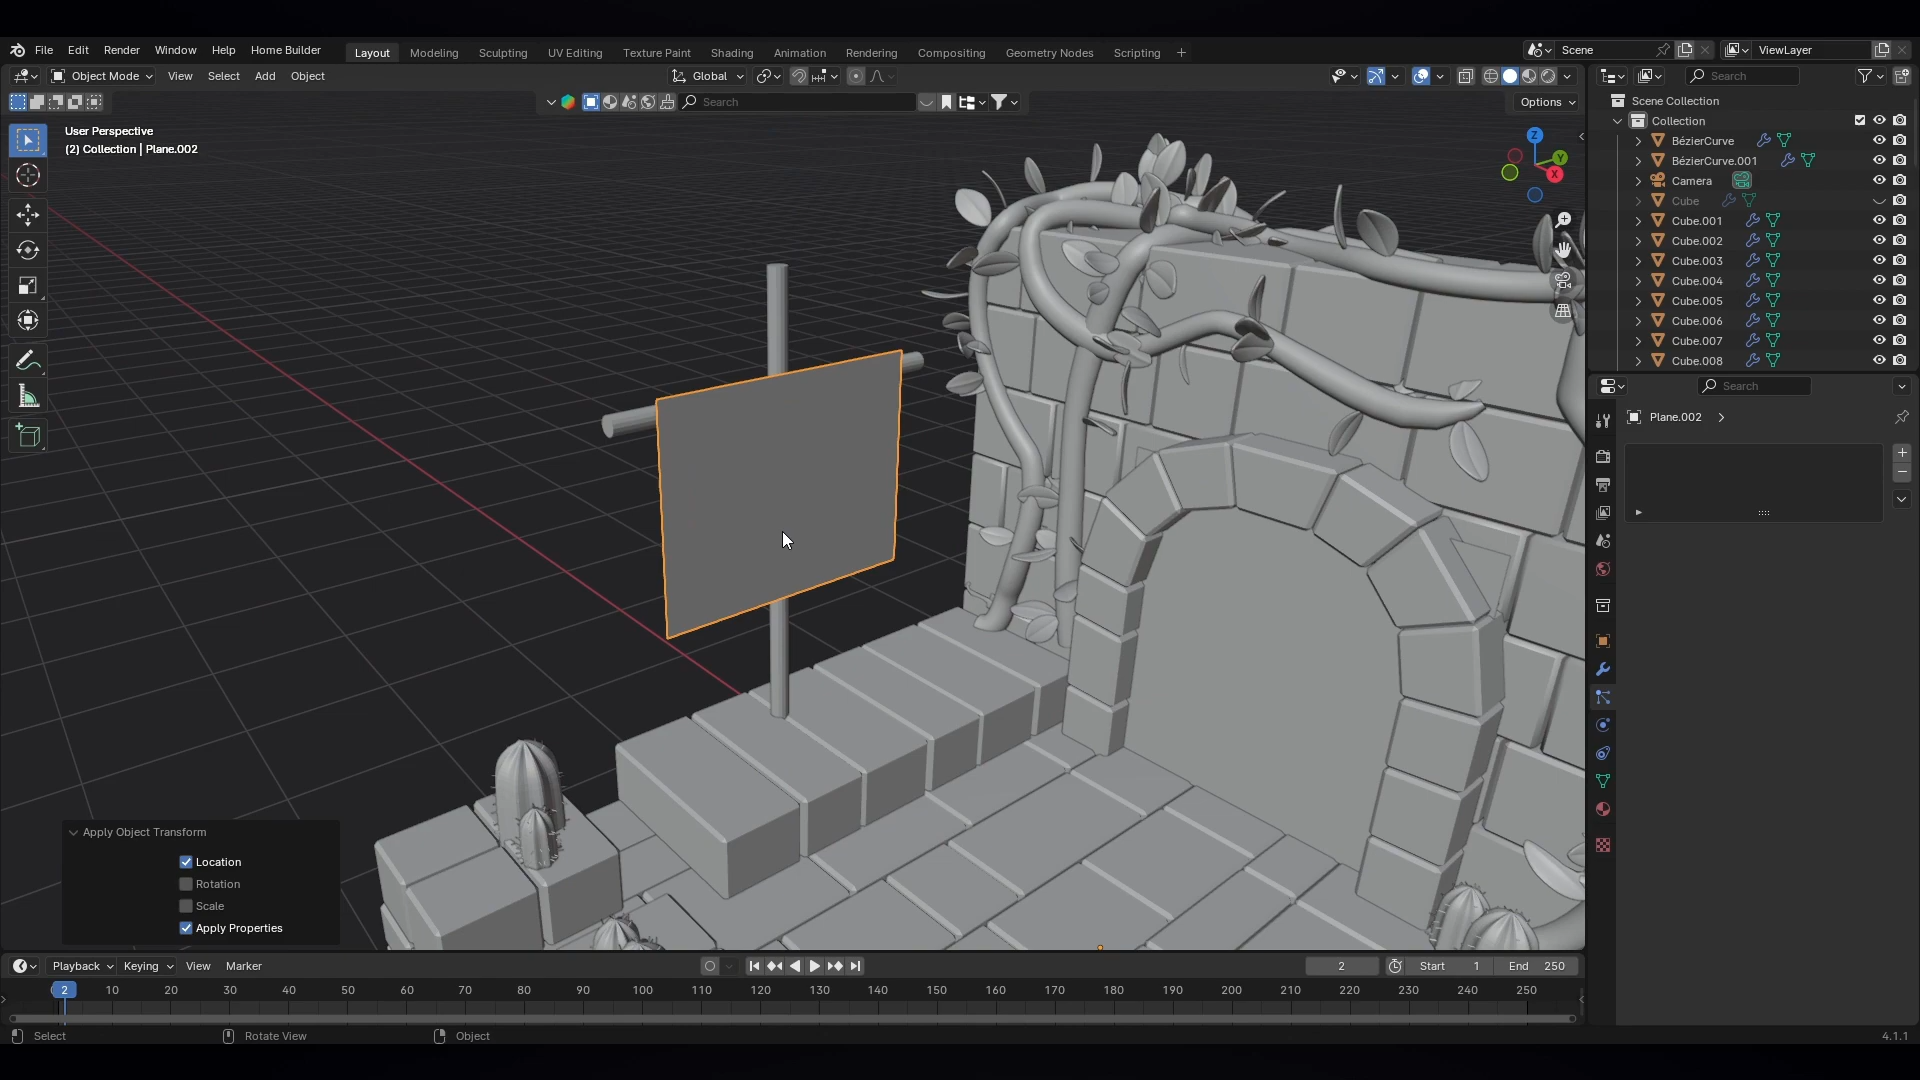 File Edit Render Window Help Home Builder
Layout Modeling Sculpting UV Editing Texture Paint Shading Animation Rendering Compositing Geometry Nodes Scripting +
Scene
ViewLayer
Object Mode View Select Add Object
Global
Search
Search
Options
User Perspective
(2) Collection | Plane.002
Z
Y
X
Scene Collection
Collection
BézierCurve
BézierCurve.001
Camera
Cube
Cube.001
Cube.002
Cube.003
Cube.004
Cube.005
Cube.006
Cube.007
Cube.008
Search
Plane.002
Apply Object Transform
Location
Rotation
Scale
Apply Properties
Playback Keying View Marker
2
Start 1 End 250
2 10 20 30 40 50 60 70 80 90 100 110 120 130 140 150 160 170 180 190 200 210 220 230 240 250
Select Rotate View Object
4.1.1